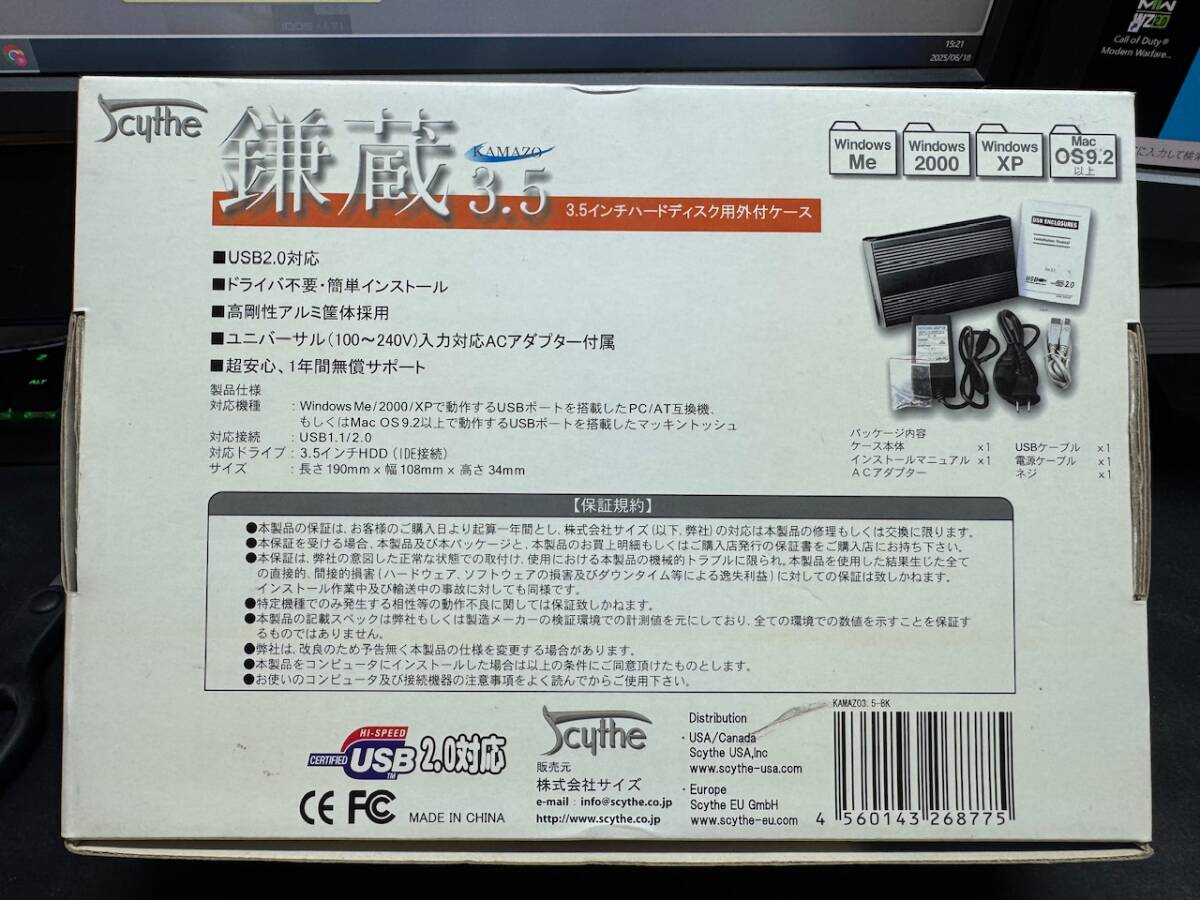 15:21
2025/06/18
MW
WZ2.0
Call of Duty®
Modern Warfare...
に入力して検索
ALT
Scythe
鎌蔵
KAMAZO
3.5
3.5インチハードディスク用外付ケース
Windows
Me
Windows
2000
Windows
XP
Mac
OS9.2
以上
■USB2.0対応
■ドライバ不要・簡単インストール
■高剛性アルミ筐体採用
■ユニバーサル(100～240V)入力対応ACアダプター付属
■超安心、1年間無償サポート
製品仕様
対応機種 : Windows Me/2000/XPで動作するUSBポートを搭載したPC/AT互換機、
もしくはMac OS9.2以上で動作するUSBポートを搭載したマッキントッシュ
対応接続 : USB1.1/2.0
対応ドライブ : 3.5インチHDD (IDE接続)
サイズ : 長さ190mm×幅108mm×高さ34mm
USB ENCLOSURES
Installation Manual
2.0
パッケージ内容
ケース本体 x1 USBケーブル x1
インストールマニュアル x1 電源ケーブル x1
ACアダプター ネジ x1
【保証規約】
●本製品の保証は、お客様のご購入日より起算一年間とし、株式会社サイズ(以下、弊社)の対応は本製品の修理もしくは交換に限ります。
●本保証を受ける場合、本製品及び本パッケージと、本製品のお買上明細もしくはご購入店発行の保証書をご購入店にお持ち下さい。
●本保証は、弊社の意図した正常な状態での取付け、使用における本製品の機械的トラブルに限られ、本製品を使用した結果生じた全て
の直接的、間接的損害(ハードウェア、ソフトウェアの損害及びダウンタイム等による逸失利益)に対しての保証は致しかねます。
インストール作業中及び輸送中の事故に対しても同様です。
●特定機種でのみ発生する相性等の動作不良に関しては保証致しかねます。
●本製品の記載スペックは弊社もしくは製造メーカーの検証環境での計測値を元にしており、全ての環境での数値を示すことを保証す
るものではありません。
●弊社は、改良のため予告無く本製品の仕様を変更する場合があります。
●本製品をコンピュータにインストールした場合は以上の条件にご同意頂けたものとします。
●お使いのコンピュータ及び接続機器の注意事項をよく読んでからご使用下さい。
HI-SPEED
CERTIFIED USB TM 2.0対応
CE FC MADE IN CHINA
Scythe
販売元
株式会社サイズ
e-mail : info@scythe.co.jp
http://www.scythe.co.jp
Distribution
・USA/Canada
Scythe USA,Inc
www.scythe-usa.com
・Europe
Scythe EU GmbH
www.scythe-eu.com
KAMAZO3.5-BK
4 560143 268775